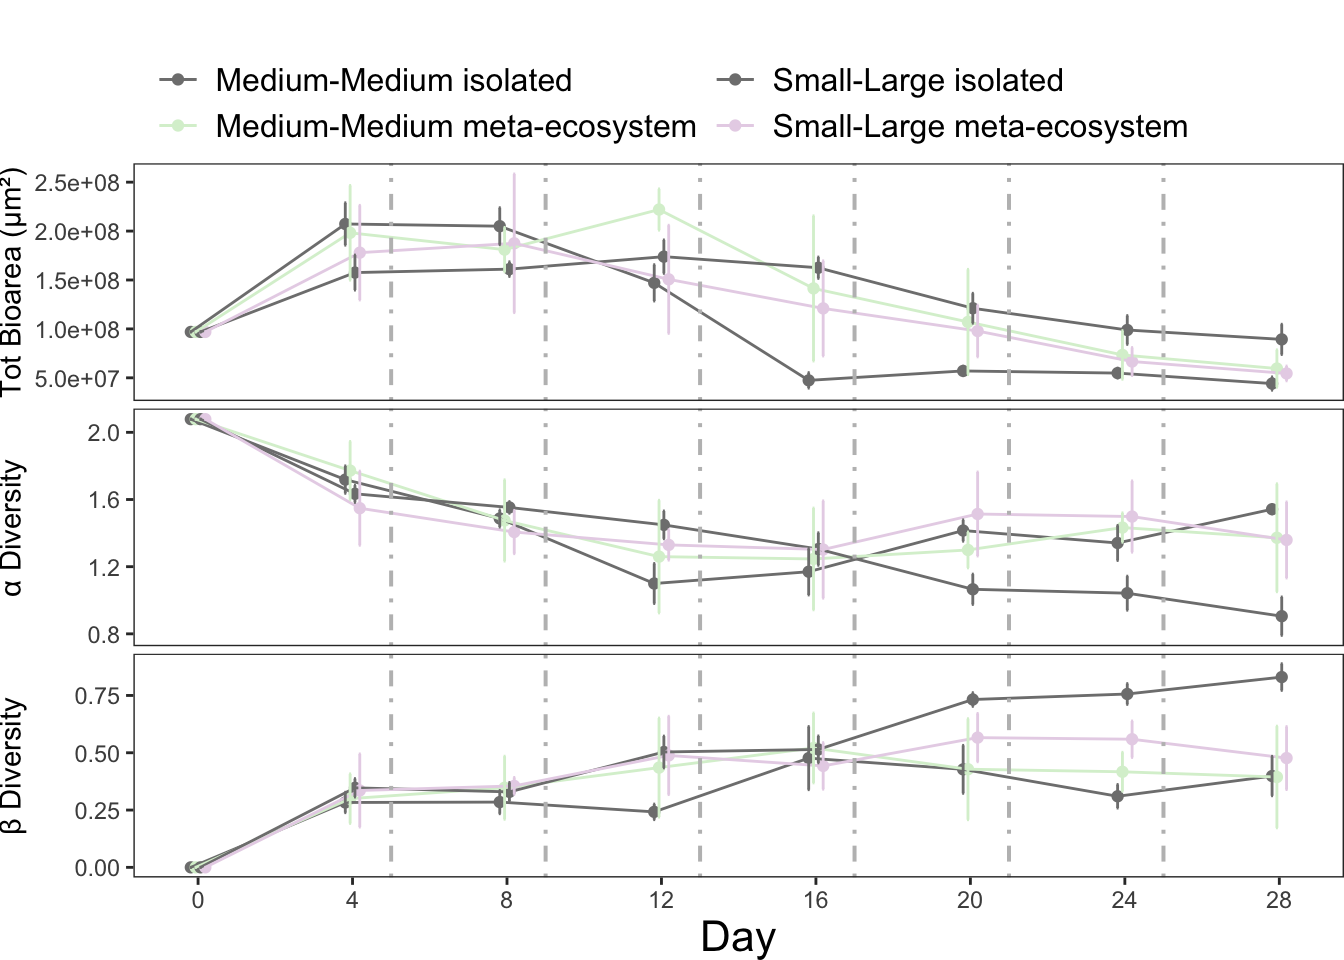 Medium-Medium isolated
Small-Large isolated
Medium-Medium meta-ecosystem
Small-Large meta-ecosystem
Tot Bioarea (μm²)
2.5e+08
2.0e+08
1.5e+08
1.0e+08
5.0e+07
α Diversity
2.0
1.6
1.2
0.8
β Diversity
0.75
0.50
0.25
0.00
0 4 8 12 16 20 24 28
Day